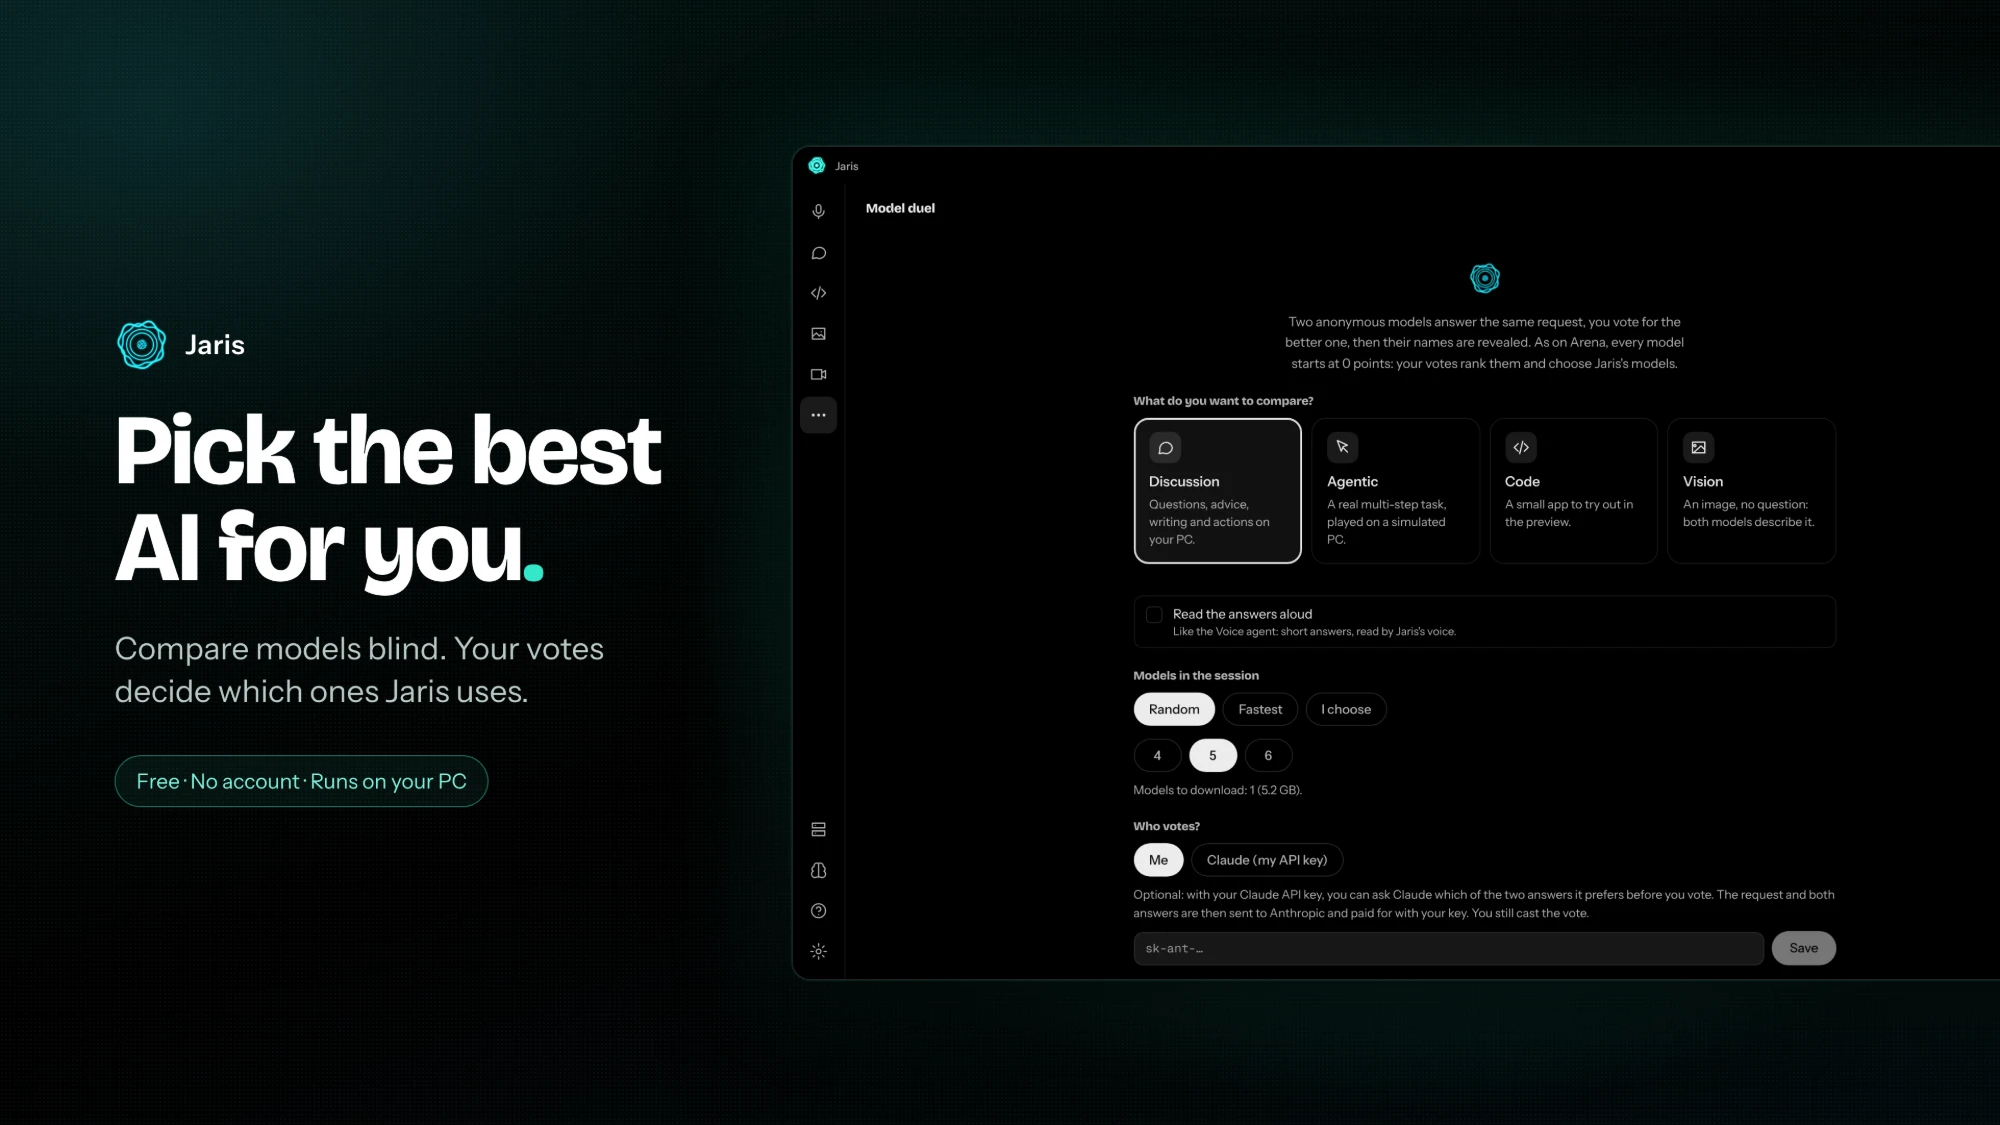 Jaris
Pick the best
AI for you.
Compare models blind. Your votes
decide which ones Jaris uses.
Free · No account · Runs on your PC
Jaris
Model duel
Two anonymous models answer the same request, you vote for the
better one, then their names are revealed. As on Arena, every model
starts at 0 points: your votes rank them and choose Jaris's models.
What do you want to compare?
Discussion
Questions, advice,
writing and actions on
your PC.
Agentic
A real multi-step task,
played on a simulated
PC.
Code
A small app to try out in
the preview.
Vision
An image, no question:
both models describe it.
Read the answers aloud
Like the Voice agent: short answers, read by Jaris's voice.
Models in the session
Random
Fastest
I choose
4
5
6
Models to download: 1 (5.2 GB).
Who votes?
Me
Claude (my API key)
Optional: with your Claude API key, you can ask Claude which of the two answers it prefers before you vote. The request and both
answers are then sent to Anthropic and paid for with your key. You still cast the vote.
sk-ant-…
Save